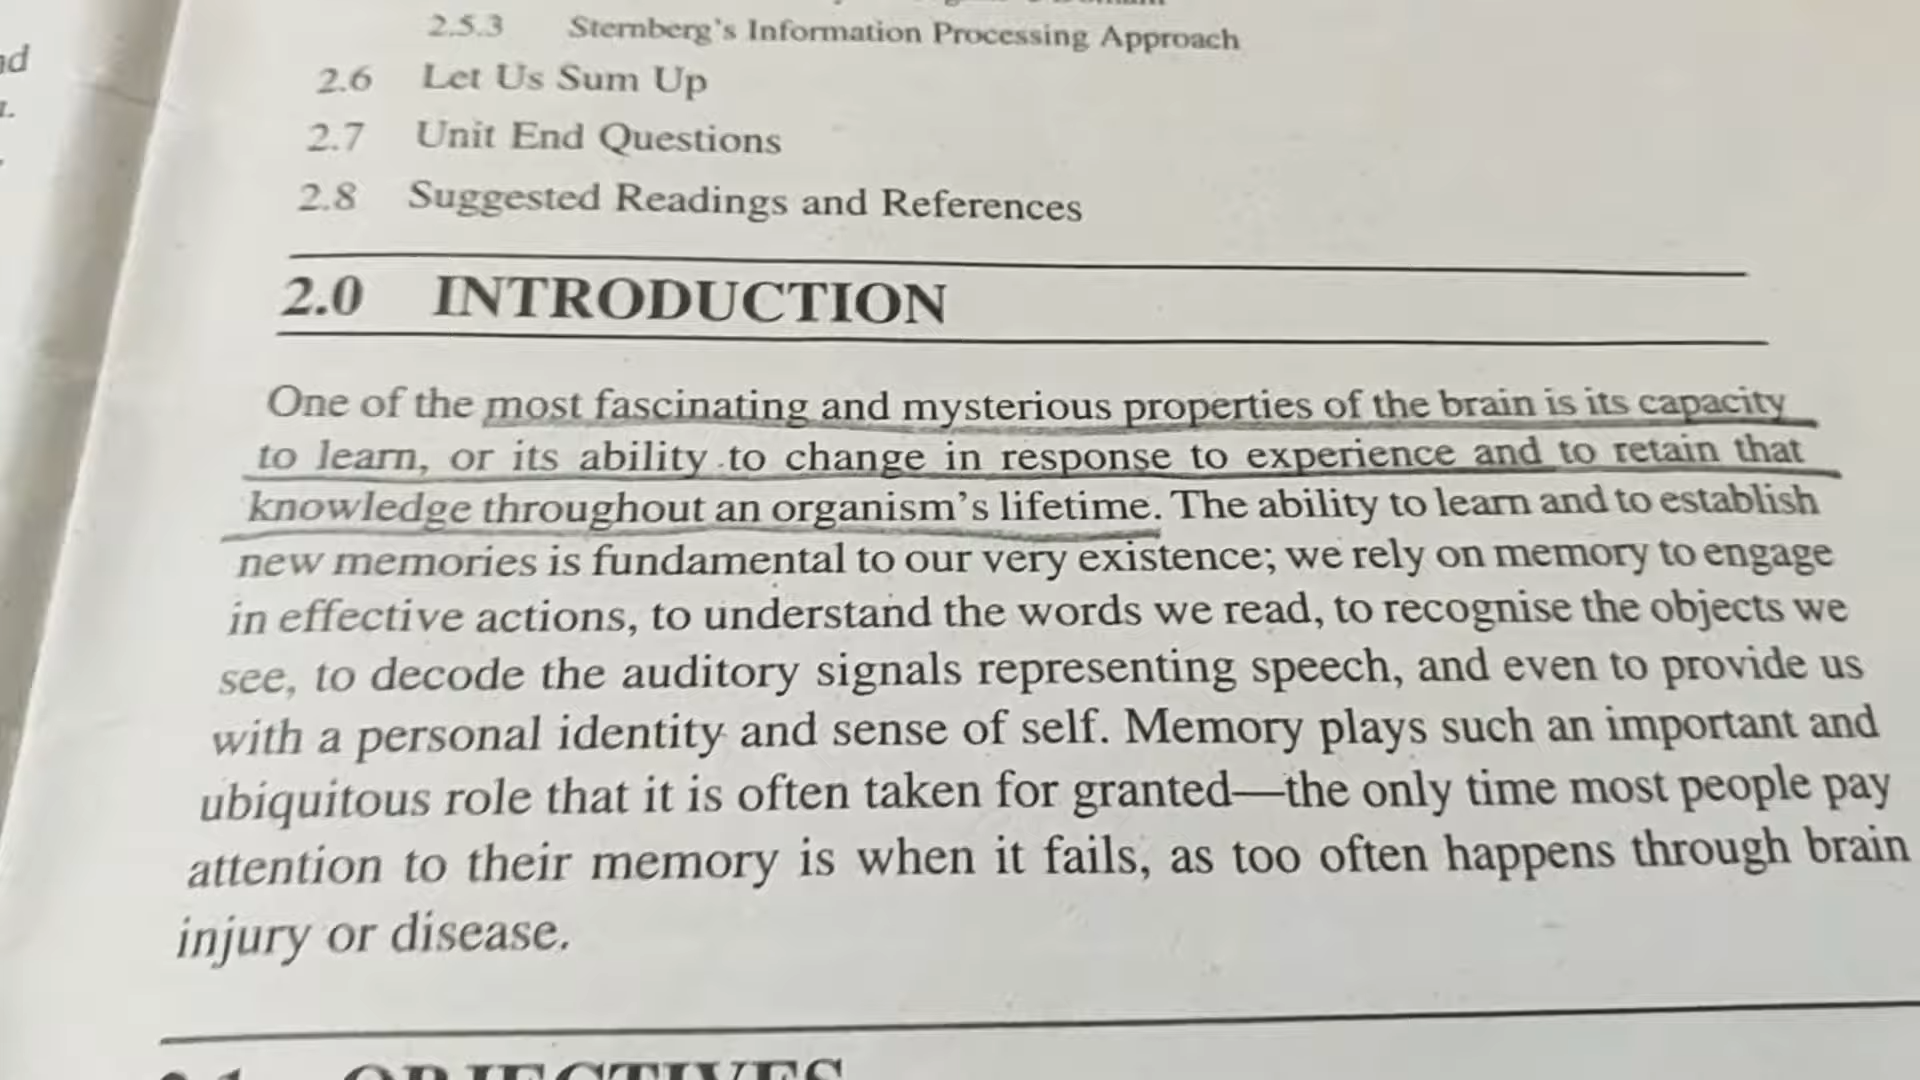 2.5.3 Sternberg's Information Processing Approach
2.6 Let Us Sum Up
2.7 Unit End Questions
2.8 Suggested Readings and References
2.0 INTRODUCTION
One of the most fascinating and mysterious properties of the brain is its capacity
to learn, or its ability to change in response to experience and to retain that
knowledge throughout an organism's lifetime. The ability to learn and to establish
new memories is fundamental to our very existence; we rely on memory to engage
in effective actions, to understand the words we read, to recognise the objects we
see, to decode the auditory signals representing speech, and even to provide us
with a personal identity and sense of self. Memory plays such an important and
ubiquitous role that it is often taken for granted—the only time most people pay
attention to their memory is when it fails, as too often happens through brain
injury or disease.
OBJECTIVES